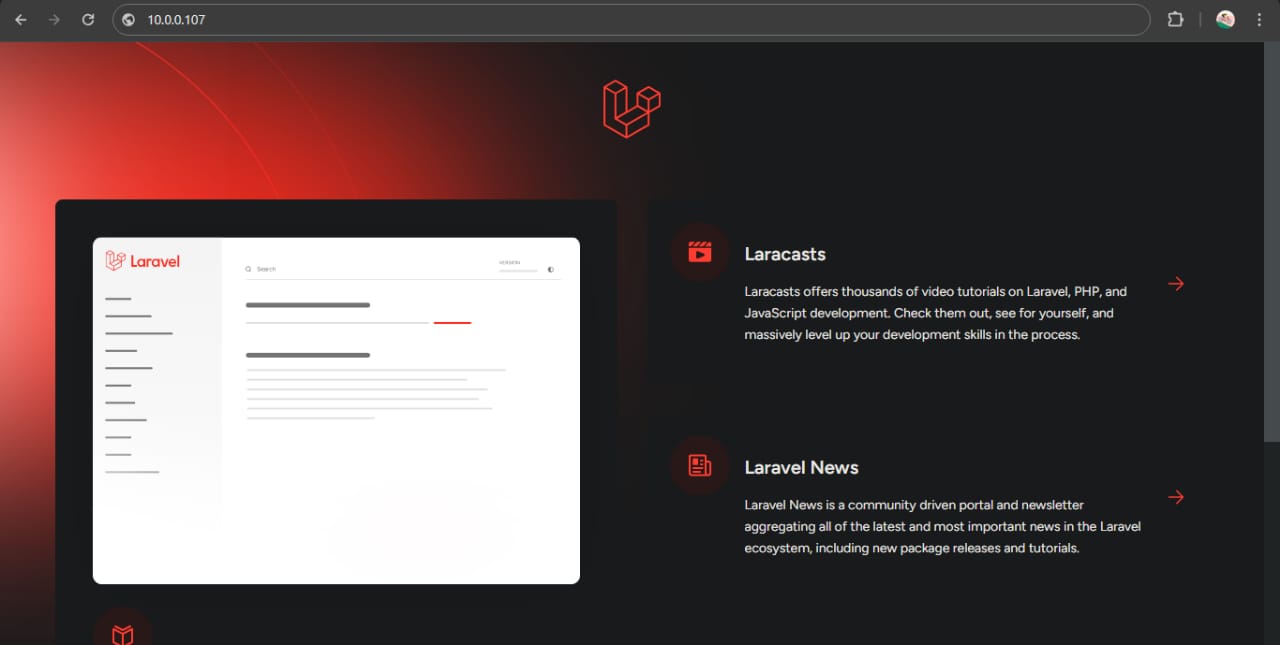 10.0.0.107
Laravel
Search
VERSION
Laracasts
Laracasts offers thousands of video tutorials on Laravel, PHP, and
JavaScript development. Check them out, see for yourself, and
massively level up your development skills in the process.
Laravel News
Laravel News is a community driven portal and newsletter
aggregating all of the latest and most important news in the Laravel
ecosystem, including new package releases and tutorials.